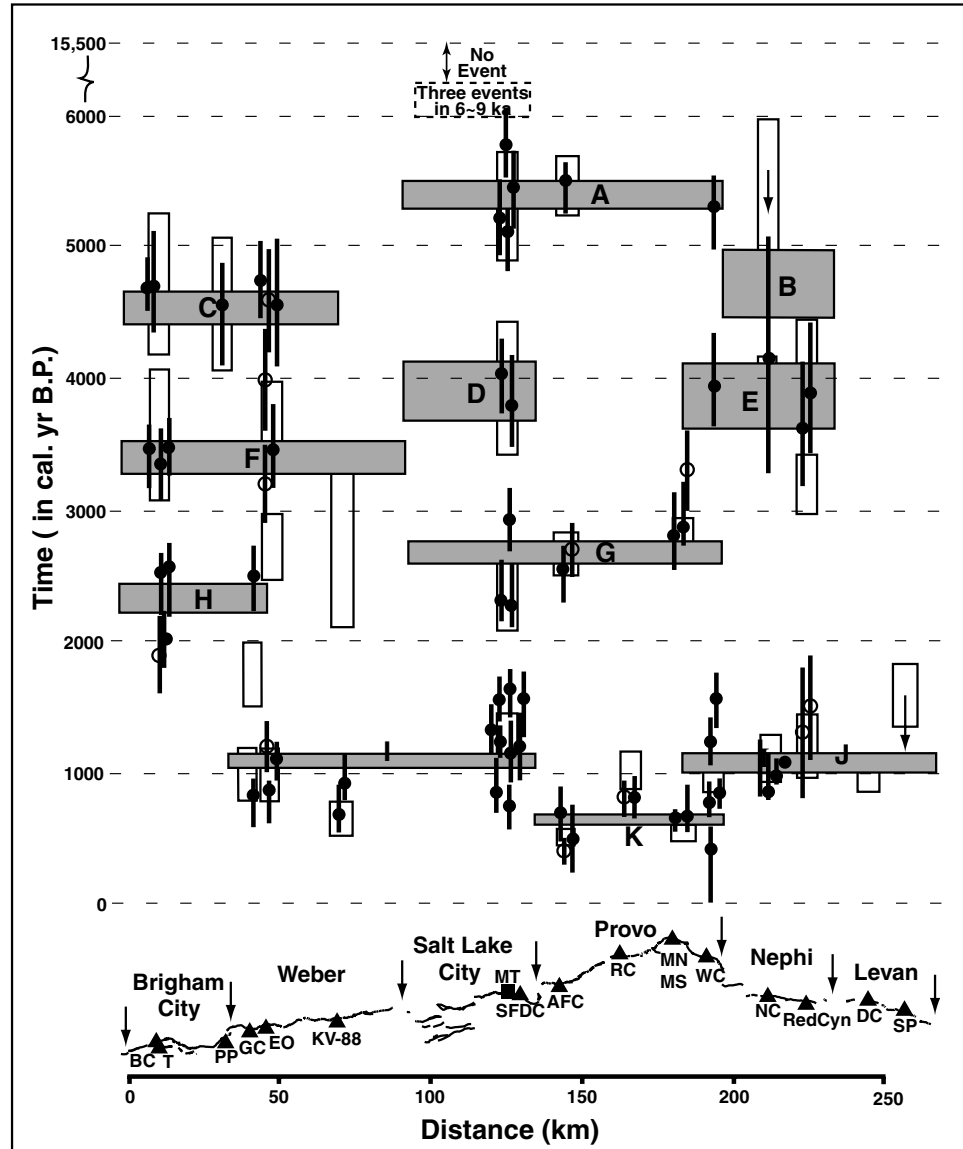 15,500
No
Event
Three events
in 6~9 ka
6000
A
5000
B
C
4000
D
E
F
3000
G
H
2000
I
J
1000
K
0
Time ( in cal. yr B.P.)
Brigham
City
Weber
Salt Lake
City
Provo
Nephi
Levan
BC
T
PP
GC
EO
KV-88
MT
SFDC
AFC
RC
MN
MS
WC
NC
RedCyn
DC
SP
0
50
100
150
200
250
Distance (km)